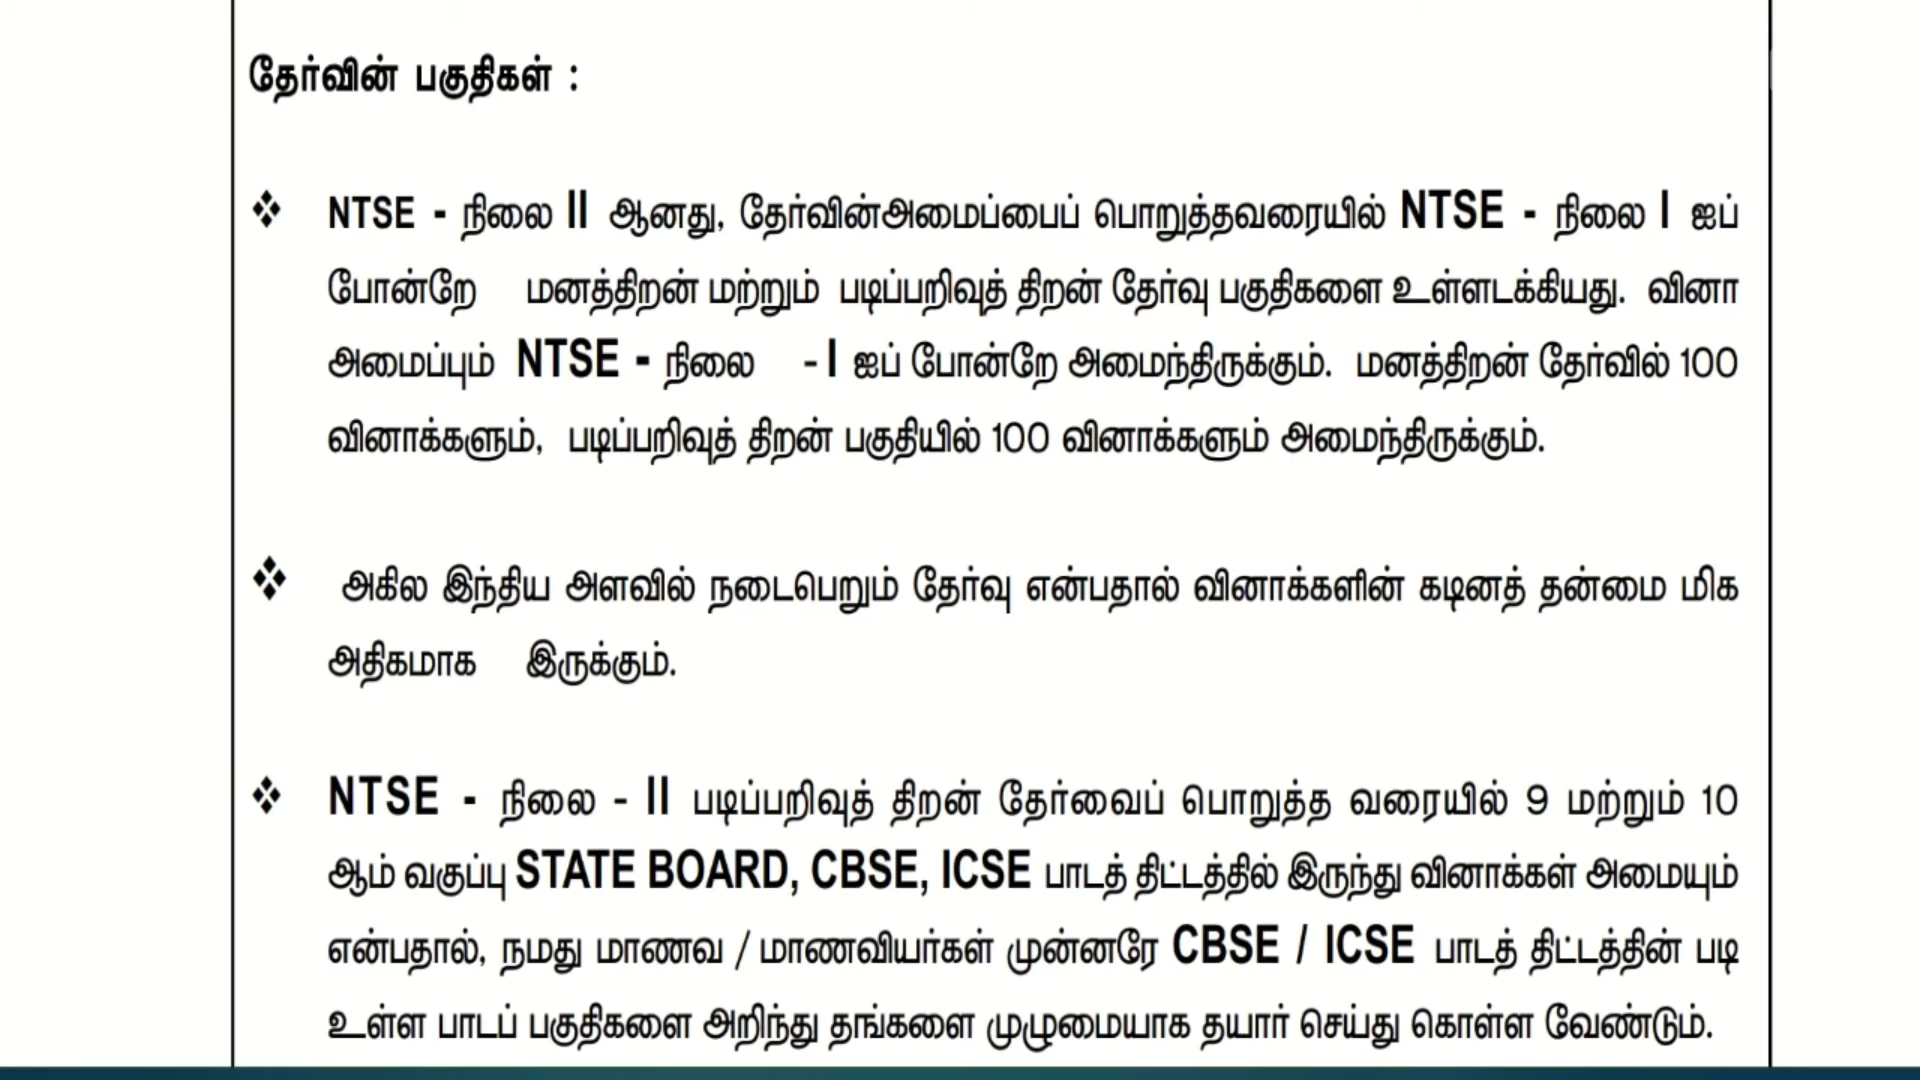 தேர்வின் பகுதிகள் :
❖ NTSE - நிலை II ஆனது, தேர்வின்அமைப்பைப் பொறுத்தவரையில் NTSE - நிலை I ஐப்
போன்றே மனத்திறன் மற்றும் படிப்பறிவுத் திறன் தேர்வு பகுதிகளை உள்ளடக்கியது. வினா
அமைப்பும் NTSE - நிலை - I ஐப் போன்றே அமைந்திருக்கும். மனத்திறன் தேர்வில் 100
வினாக்களும், படிப்பறிவுத் திறன் பகுதியில் 100 வினாக்களும் அமைந்திருக்கும்.
❖ அகில இந்திய அளவில் நடைபெறும் தேர்வு என்பதால் வினாக்களின் கடினத் தன்மை மிக
அதிகமாக இருக்கும்.
❖ NTSE - நிலை - II படிப்பறிவுத் திறன் தேர்வைப் பொறுத்த வரையில் 9 மற்றும் 10
ஆம் வகுப்பு STATE BOARD, CBSE, ICSE பாடத் திட்டத்தில் இருந்து வினாக்கள் அமையும்
என்பதால், நமது மாணவ / மாணவியர்கள் முன்னரே CBSE / ICSE பாடத் திட்டத்தின் படி
உள்ள பாடப் பகுதிகளை அறிந்து தங்களை முழுமையாக தயார் செய்து கொள்ள வேண்டும்.